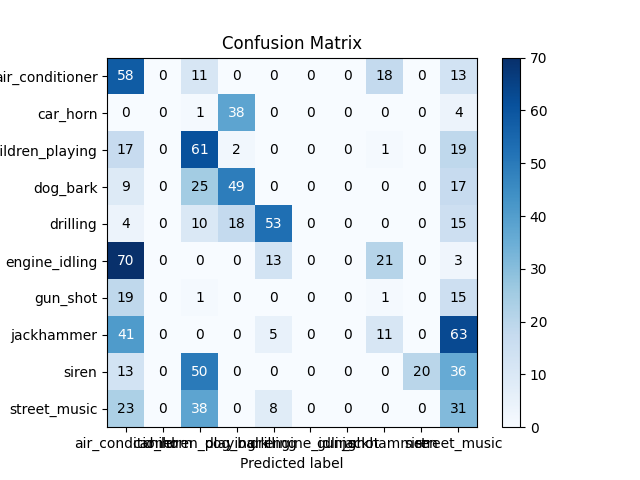 Confusion Matrix
air_conditioner 58 0 11 0 0 0 0 18 0 13
car_horn 0 0 1 38 0 0 0 0 0 4
ildren_playing 17 0 61 2 0 0 0 1 0 19
dog_bark 9 0 25 49 0 0 0 0 0 17
drilling 4 0 10 18 53 0 0 0 0 15
engine_idling 70 0 0 0 13 0 0 21 0 3
gun_shot 19 0 1 0 0 0 0 1 0 15
jackhammer 41 0 0 0 5 0 0 11 0 63
siren 13 0 50 0 0 0 0 0 20 36
street_music 23 0 38 0 8 0 0 0 0 31
70
60
50
40
30
20
10
0
street_music
Predicted label